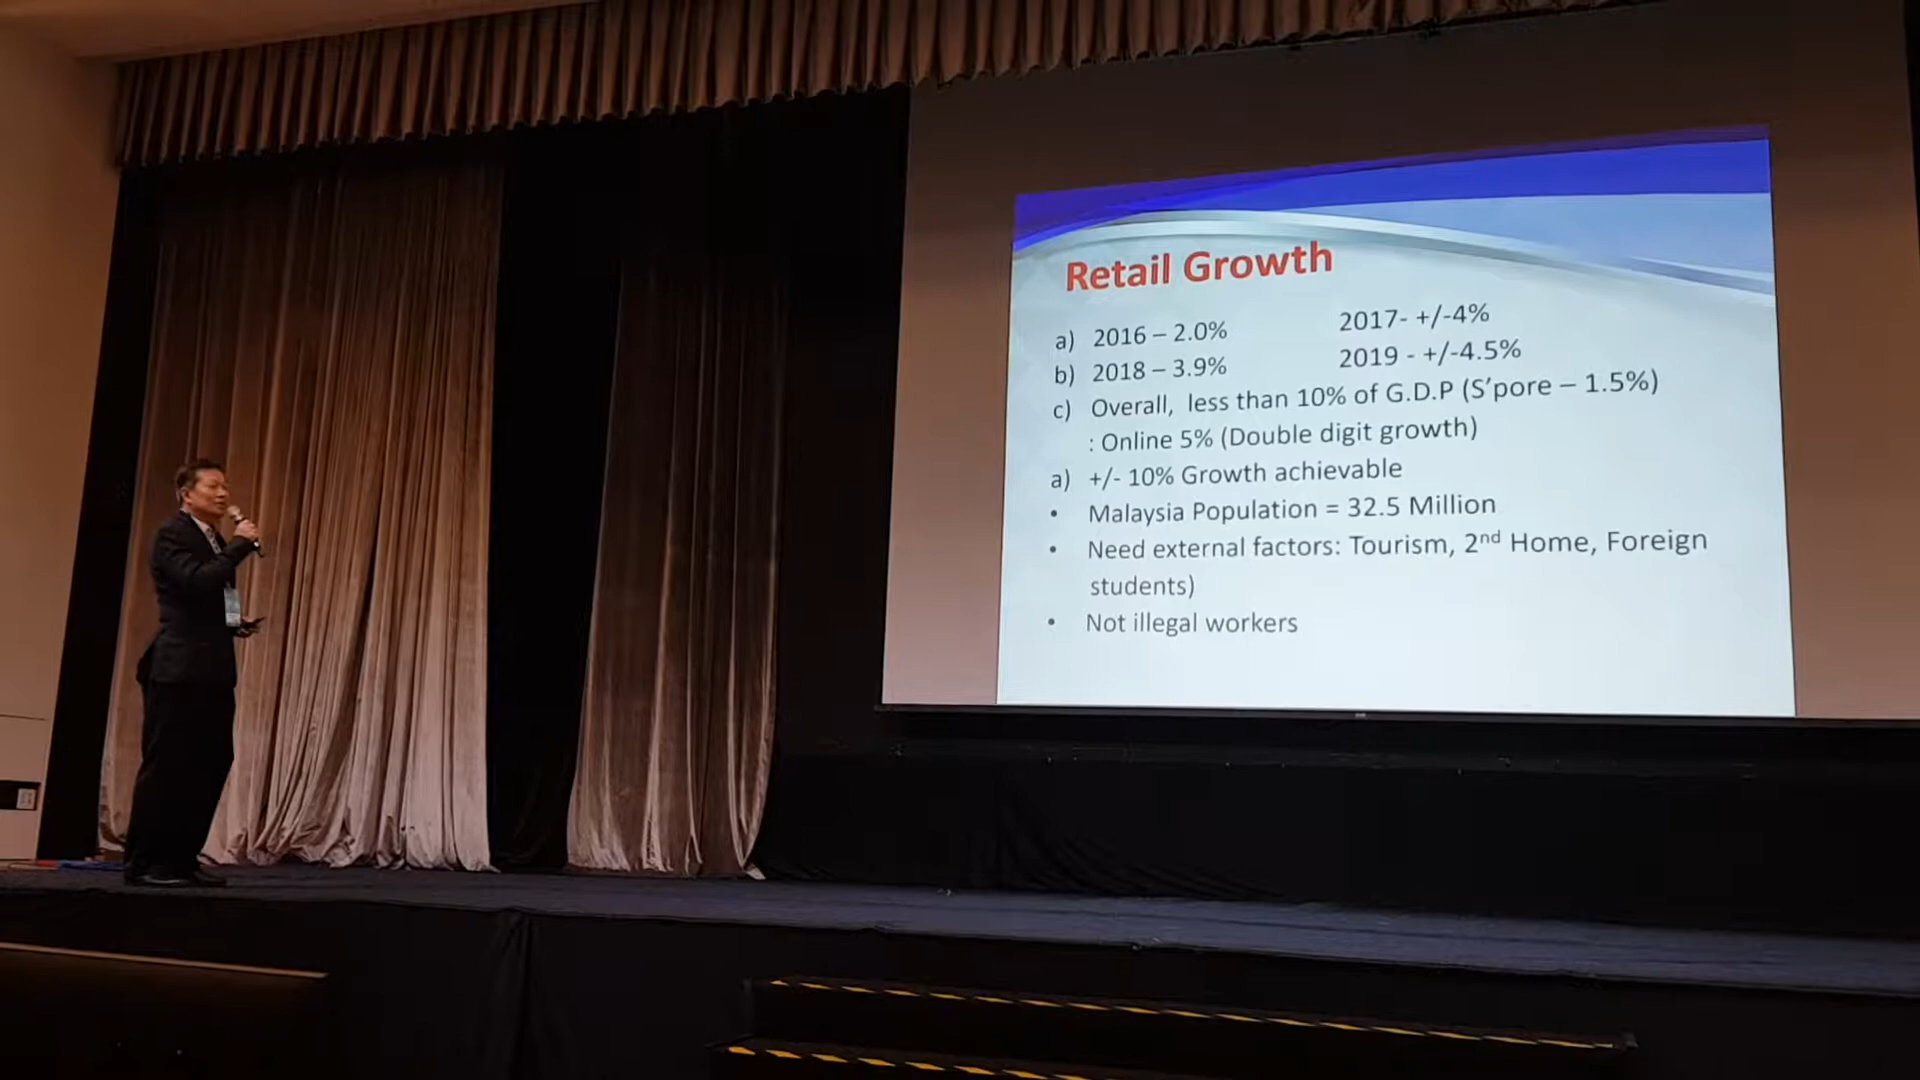 Retail Growth
a) 2016 – 2.0% 2017- +/-4%
b) 2018 – 3.9% 2019 - +/-4.5%
c) Overall, less than 10% of G.D.P (S'pore – 1.5%)
: Online 5% (Double digit growth)
a) +/- 10% Growth achievable
• Malaysia Population = 32.5 Million
• Need external factors: Tourism, 2nd Home, Foreign
students)
• Not illegal workers